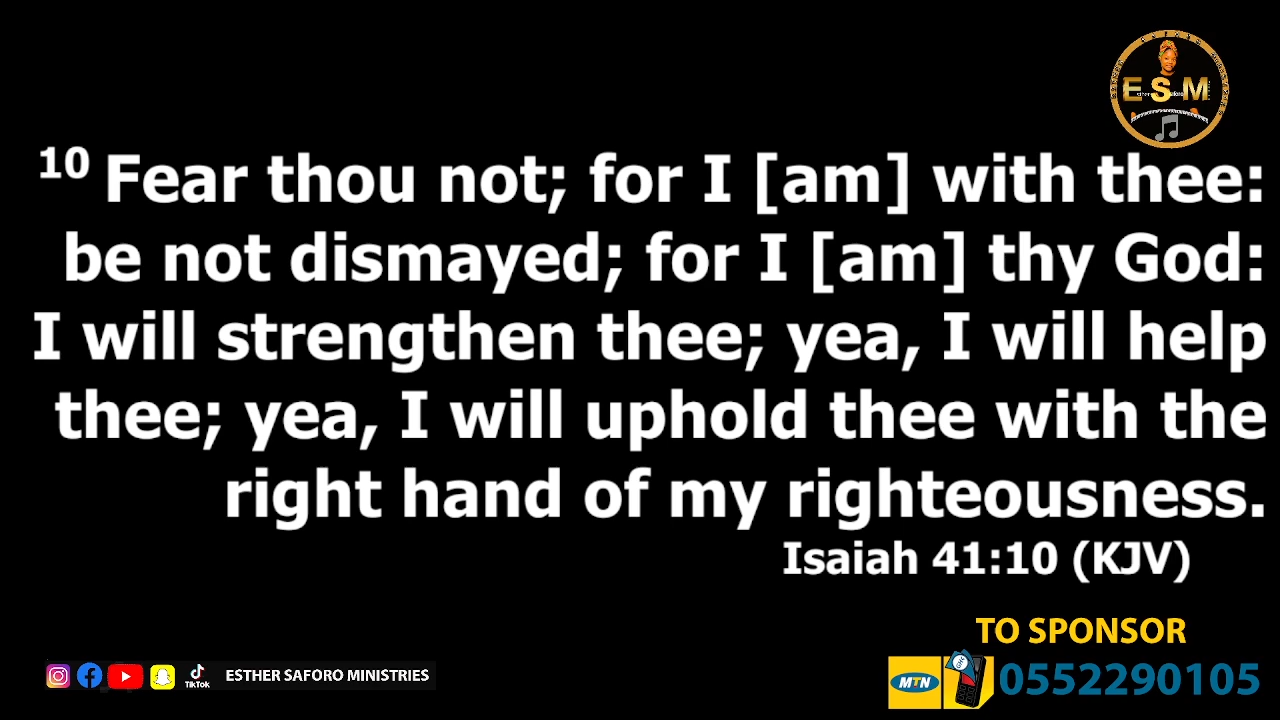 E S M
10 Fear thou not; for I [am] with thee:
be not dismayed; for I [am] thy God:
I will strengthen thee; yea, I will help
thee; yea, I will uphold thee with the
right hand of my righteousness.
Isaiah 41:10 (KJV)
TO SPONSOR
TikTok ESTHER SAFORO MINISTRIES
MTN 0552290105